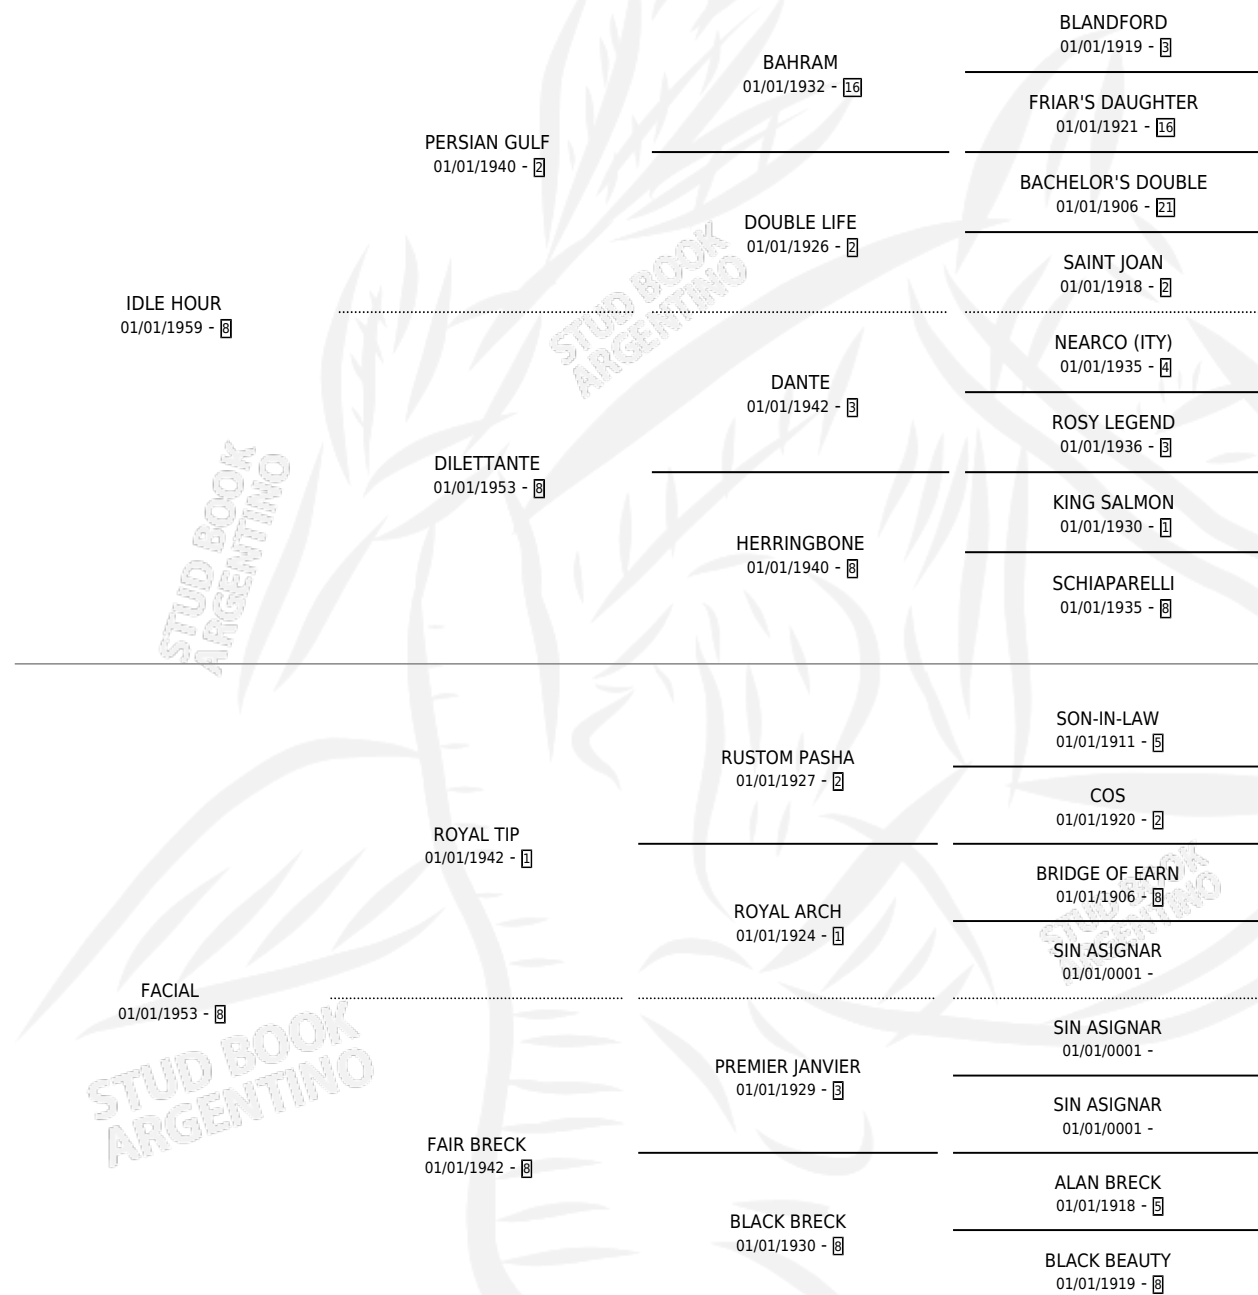 BLANDFORD
01/01/1919 - 3
BAHRAM
01/01/1932 - 16
FRIAR'S DAUGHTER
01/01/1921 - 16
PERSIAN GULF
01/01/1940 - 2
BACHELOR'S DOUBLE
01/01/1906 - 21
DOUBLE LIFE
01/01/1926 - 2
SAINT JOAN
01/01/1918 - 2
IDLE HOUR
01/01/1959 - 8
NEARCO (ITY)
01/01/1935 - 4
DANTE
01/01/1942 - 3
ROSY LEGEND
01/01/1936 - 3
DILETTANTE
01/01/1953 - 8
KING SALMON
01/01/1930 - 1
HERRINGBONE
01/01/1940 - 8
SCHIAPARELLI
01/01/1935 - 8
SON-IN-LAW
01/01/1911 - 5
RUSTOM PASHA
01/01/1927 - 2
COS
01/01/1920 - 2
ROYAL TIP
01/01/1942 - 1
BRIDGE OF EARN
01/01/1906 - 8
ROYAL ARCH
01/01/1924 - 1
SIN ASIGNAR
01/01/0001 -
FACIAL
01/01/1953 - 8
SIN ASIGNAR
01/01/0001 -
PREMIER JANVIER
01/01/1929 - 3
SIN ASIGNAR
01/01/0001 -
FAIR BRECK
01/01/1942 - 8
ALAN BRECK
01/01/1918 - 5
BLACK BRECK
01/01/1930 - 8
BLACK BEAUTY
01/01/1919 - 8
STUD BOOK
ARGENTINO
STUD BOOK
ARGENTINO
STUD BOOK
ARGENTINO
STUD BOOK
ARGENTINO